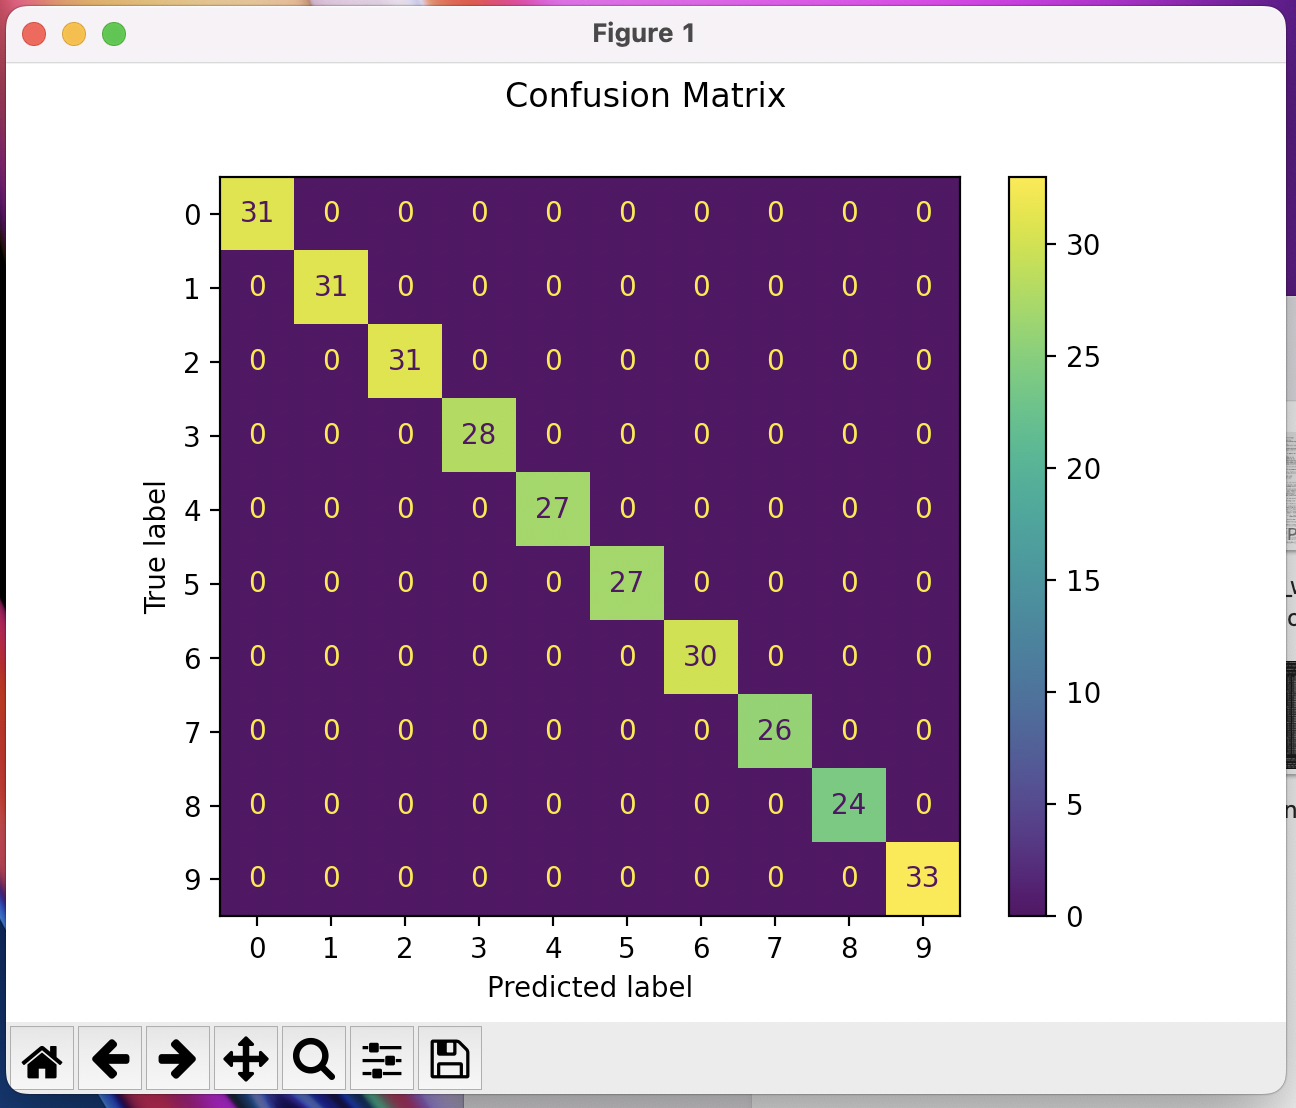 Figure 1
Confusion Matrix
0 31 0 0 0 0 0 0 0 0 0
1 0 31 0 0 0 0 0 0 0 0
2 0 0 31 0 0 0 0 0 0 0
3 0 0 0 28 0 0 0 0 0 0
4 0 0 0 0 27 0 0 0 0 0
5 0 0 0 0 0 27 0 0 0 0
6 0 0 0 0 0 0 30 0 0 0
7 0 0 0 0 0 0 0 26 0 0
8 0 0 0 0 0 0 0 0 24 0
9 0 0 0 0 0 0 0 0 0 33
0 1 2 3 4 5 6 7 8 9
True label
Predicted label
30
25
20
15
10
5
0